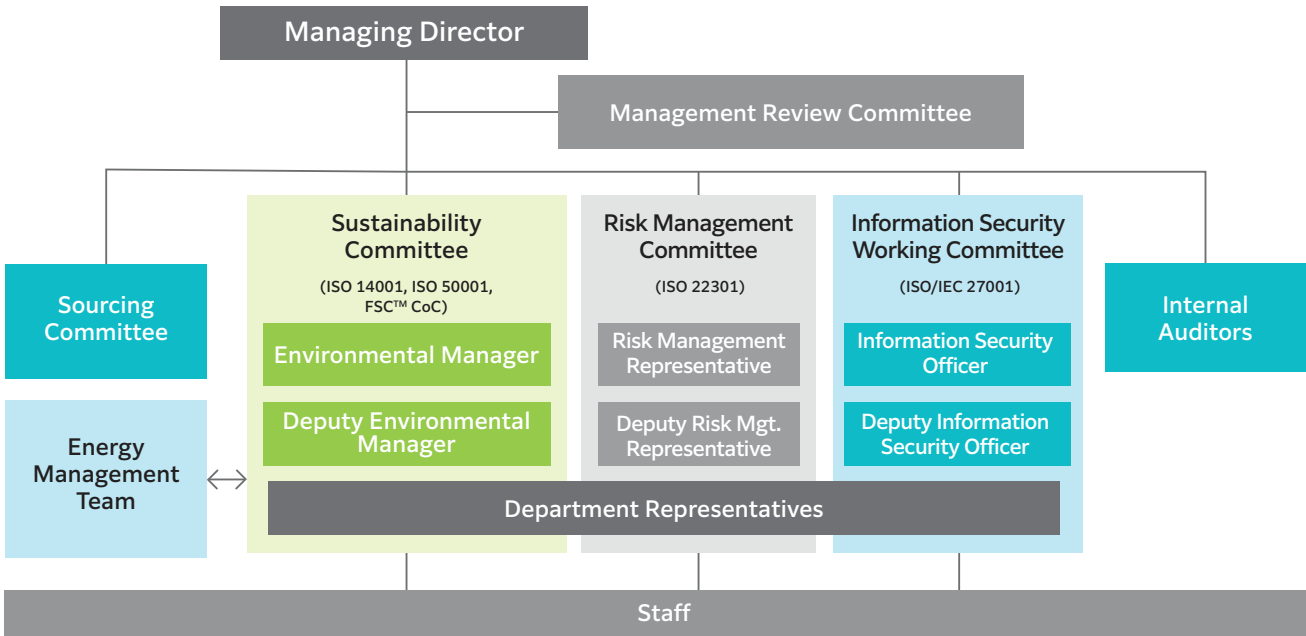 Managing Director
Management Review Committee
Sourcing
Committee
Energy
Management
Team
Sustainability
Committee
(ISO 14001, ISO 50001,
FSC™ CoC)
Environmental Manager
Deputy Environmental
Manager
Risk Management
Committee
(ISO 22301)
Risk Management
Representative
Deputy Risk Mgt.
Representative
Information Security
Working Committee
(ISO/IEC 27001)
Information Security
Officer
Deputy Information
Security Officer
Internal
Auditors
Department Representatives
Staff